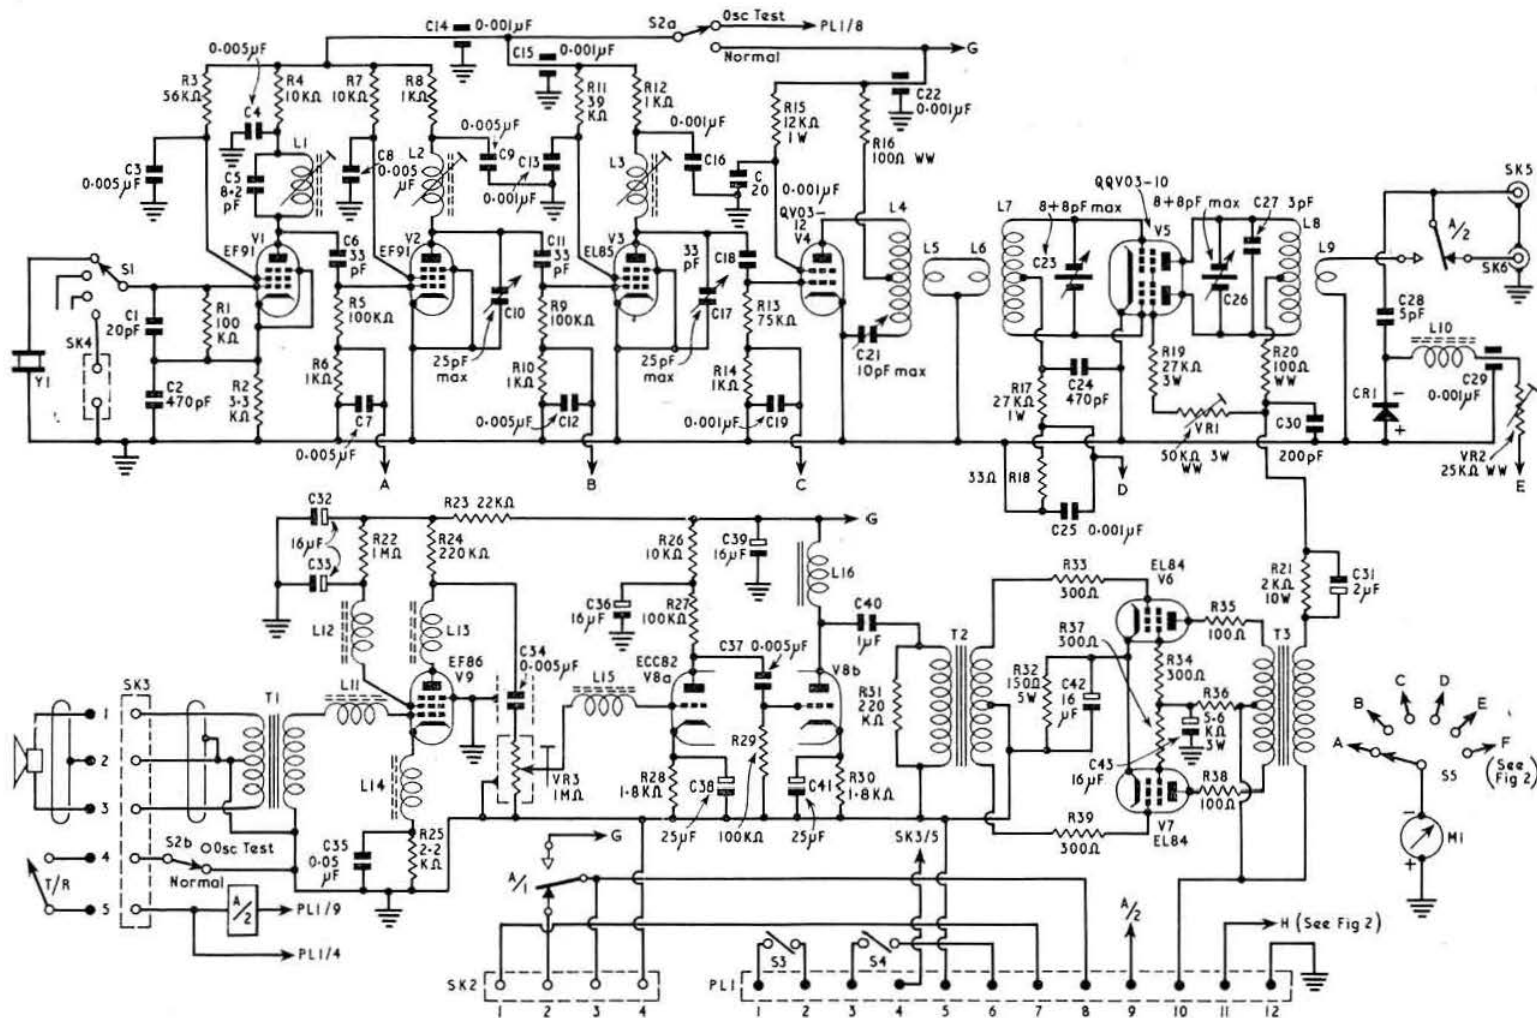 C14
0·001µF
S2a
Osc Test
PL1/8
Normal
G
0·005µF
C15
0·001µF
R3
56KΩ
R4
10KΩ
R7
10KΩ
R8
1KΩ
R11
39
KΩ
R12
1KΩ
R15
12KΩ
1W
C22
0·001µF
R16
100Ω WW
C4
L1
C3
0·005µF
C5
8·2
pF
C8
0·005
µF
L2
0·005µF
C9
C13
0·001µF
L3
0·001µF
C16
C
20
0·001µF
QV03-
12
V4
L4
L5
L6
L7
8+8pF max
C23
QQV03-10
V5
8+8pF max
C26
C27 3pF
L8
L9
A/2
SK5
SK6
V1
EF91
C6
33
pF
V2
EF91
C11
33
pF
V3
EL85
33
pF
C18
S1
C1
20pF
R1
100
KΩ
R5
100KΩ
C10
R9
100KΩ
C17
R13
75KΩ
C21
10pF max
SK4
Y1
C2
470pF
R2
3·3
KΩ
R6
1KΩ
C7
0·005µF
25pF
max
R10
1KΩ
0·005µF
C12
25pF
max
R14
1KΩ
0·001µF
C19
R17
27KΩ
1W
C24
470pF
R19
27KΩ
3W
R20
100Ω
WW
VR1
50KΩ 3W
WW
C30
200pF
C28
5pF
L10
CR1
-
+
C29
0·001µF
VR2
25KΩ WW
E
A
B
C
33Ω
R18
D
C25
0·001µF
C32
16µF
C33
R22
1MΩ
R24
220KΩ
R23 22KΩ
R26
10KΩ
C39
16µF
G
L16
C36
16µF
R27
100KΩ
L12
L13
EF86
V9
C34
0·005µF
ECC82
V8a
C37
0·005µF
V8b
C40
1µF
T2
R33
300Ω
EL84
V6
R37
300Ω
R35
100Ω
R21
2KΩ
10W
C31
2µF
T3
SK3
T1
L11
L15
R31
220
KΩ
R32
150Ω
5W
C42
16
µF
R34
300Ω
R36
5·6
KΩ
3W
1
2
3
L14
VR3
1MΩ
R28
1·8KΩ
C38
25µF
R29
100KΩ
C41
25µF
R30
1·8KΩ
C43
16µF
R38
100Ω
R39
300Ω
V7
EL84
A
B
C
D
E
F
(See
Fig 2)
S5
-
M1
+
S2b
Osc Test
Normal
C35
0·05
µF
R25
2·2
KΩ
T/R
4
5
A/2
PL1/9
PL1/4
G
A/1
SK3/5
A/2
H (See Fig 2)
S3
S4
SK2
1
2
3
4
PL1
1
2
3
4
5
6
7
8
9
10
11
12